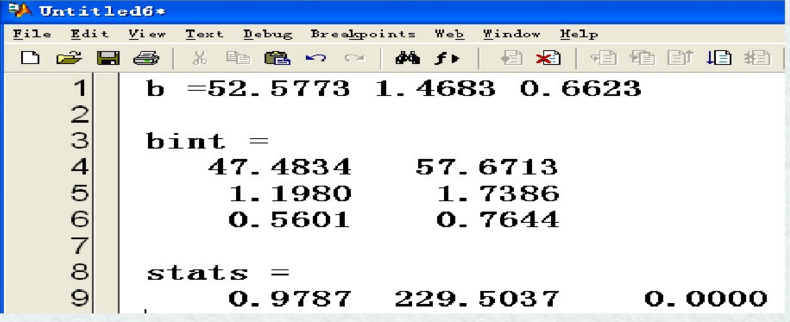 Untitled6*
File Edit View Text Debug Breakpoints Web Window Help
1 b =52.5773 1.4683 0.6623
2
3 bint =
4 47.4834 57.6713
5 1.1980 1.7386
6 0.5601 0.7644
7
8 stats =
9 0.9787 229.5037 0.0000